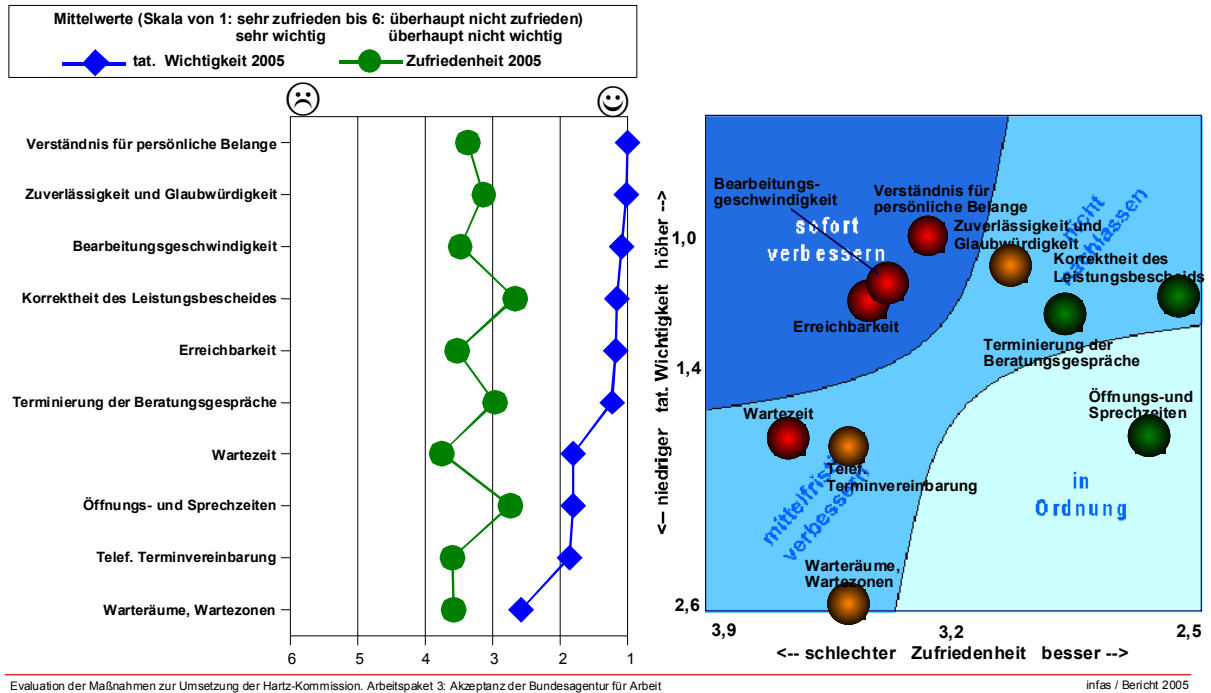 Mittelwerte (Skala von 1: sehr zufrieden bis 6: überhaupt nicht zufrieden)
sehr wichtig überhaupt nicht wichtig
tat. Wichtigkeit 2005 Zufriedenheit 2005
Verständnis für persönliche Belange
Zuverlässigkeit und Glaubwürdigkeit
Bearbeitungsgeschwindigkeit
Korrektheit des Leistungsbescheides
Erreichbarkeit
Terminierung der Beratungsgespräche
Wartezeit
Öffnungs- und Sprechzeiten
Telef. Terminvereinbarung
Warteräume, Wartezonen
6 5 4 3 2 1
<-- niedriger tat. Wichtigkeit höher -->
1,0
1,4
2,6
Bearbeitungs-
geschwindigkeit
Verständnis für
persönliche Belange
sofort
verbessern
Zuverlässigkeit und
Glaubwürdigkeit
nicht
nachlassen
Korrektheit des
Leistungsbescheids
Erreichbarkeit
Terminierung der
Beratungsgespräche
Wartezeit
Öffnungs-und
Sprechzeiten
Telef.
Terminvereinbarung
mittelfristig
verbessern
in
Ordnung
Warteräume,
Wartezonen
3,9 3,2 2,5
<-- schlechter Zufriedenheit besser -->
Evaluation der Maßnahmen zur Umsetzung der Hartz-Kommission. Arbeitspaket 3: Akzeptanz der Bundesagentur für Arbeit
infas / Bericht 2005